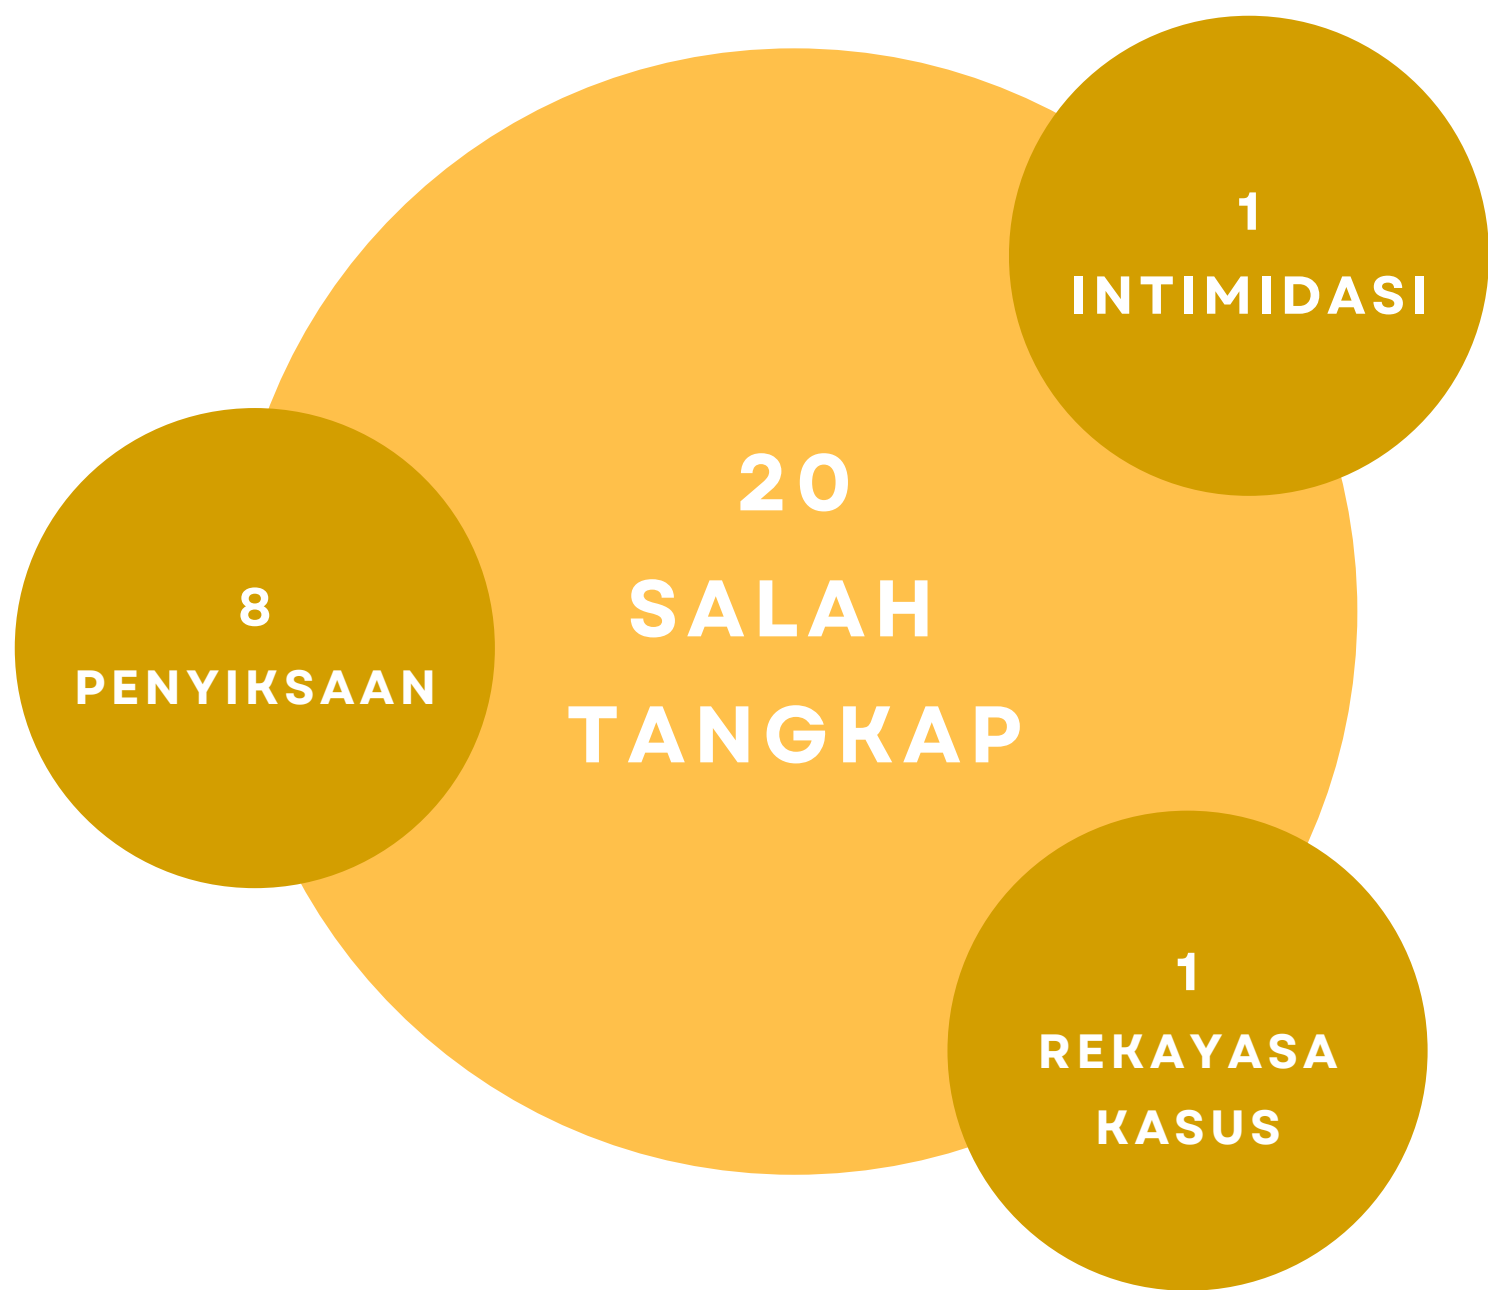 1
INTIMIDASI
20
SALAH
TANGKAP
8
PENYIKSAAN
1
REKAYASA
KASUS